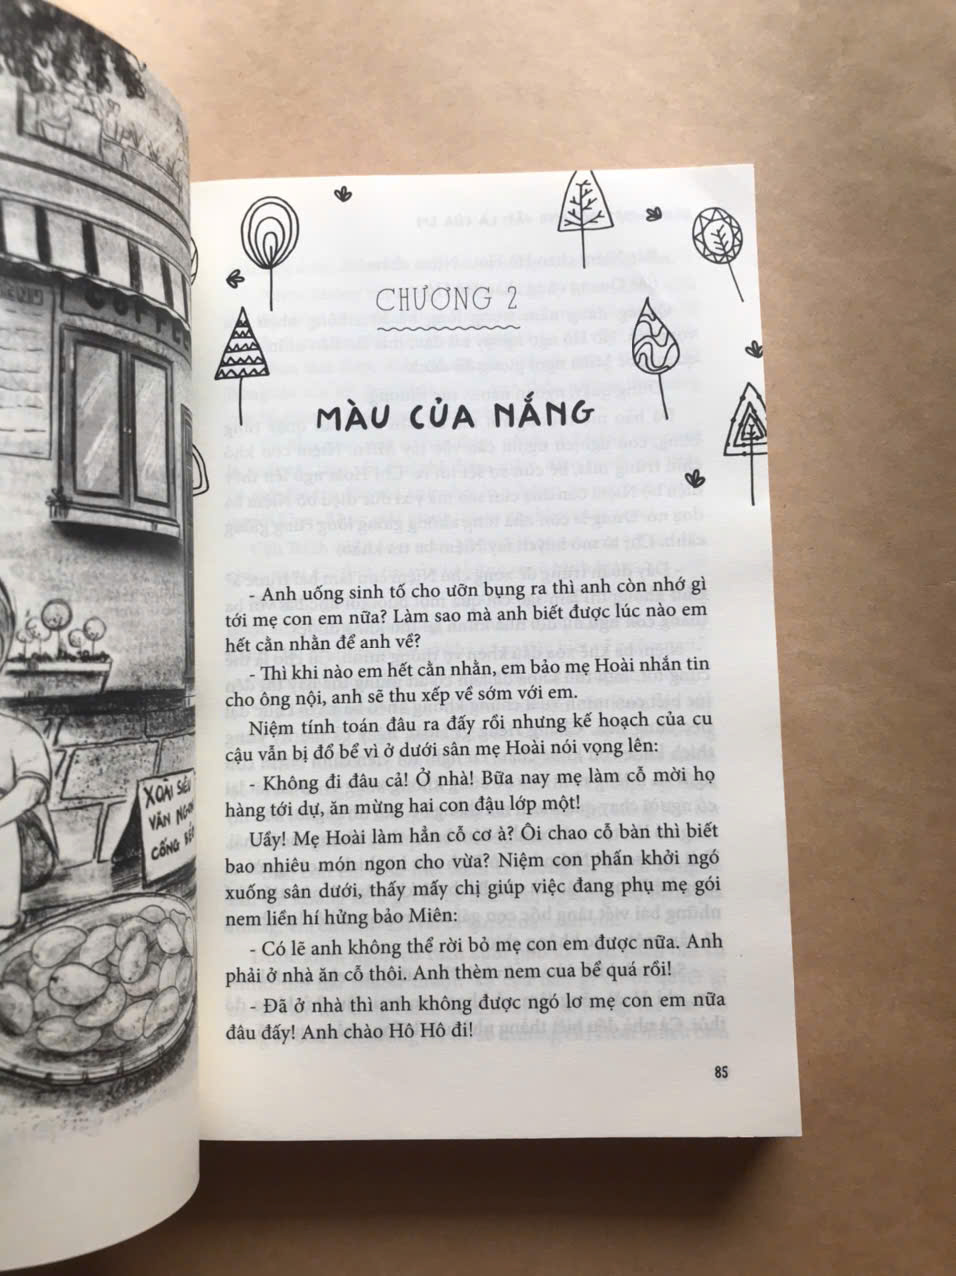 COFFEE
XOÀI SIÊU
VĂN NGON
CỐNG BÉO
CHƯƠNG 2
MÀU CỦA NẮNG
- Anh uống sinh tố cho ưỡn bụng ra thì anh còn nhớ gì
tới mẹ con em nữa? Làm sao mà anh biết được lúc nào em
hết cằn nhằn để anh về?
- Thì khi nào em hết cằn nhằn, em bảo mẹ Hoài nhắn tin
cho ông nội, anh sẽ thu xếp về sớm với em.
Niệm tính toán đâu ra đấy rồi nhưng kế hoạch của cu
cậu vẫn bị đổ bể vì ở dưới sân mẹ Hoài nói vọng lên:
- Không đi đâu cả! Ở nhà! Bữa nay mẹ làm cỗ mời họ
hàng tới dự, ăn mừng hai con đậu lớp một!
Uầy! Mẹ Hoài làm hẳn cỗ cơ à? Ôi chao cỗ bàn thì biết
bao nhiêu món ngon cho vừa? Niệm con phấn khởi ngó
xuống sân dưới, thấy mấy chị giúp việc đang phụ mẹ gói
nem liền hí hửng bảo Miên:
- Có lẽ anh không thể rời bỏ mẹ con em được nữa. Anh
phải ở nhà ăn cỗ thôi. Anh thèm nem cua bể quá rồi!
- Đã ở nhà thì anh không được ngó lơ mẹ con em nữa
đâu đấy! Anh chào Hô Hô đi!
85